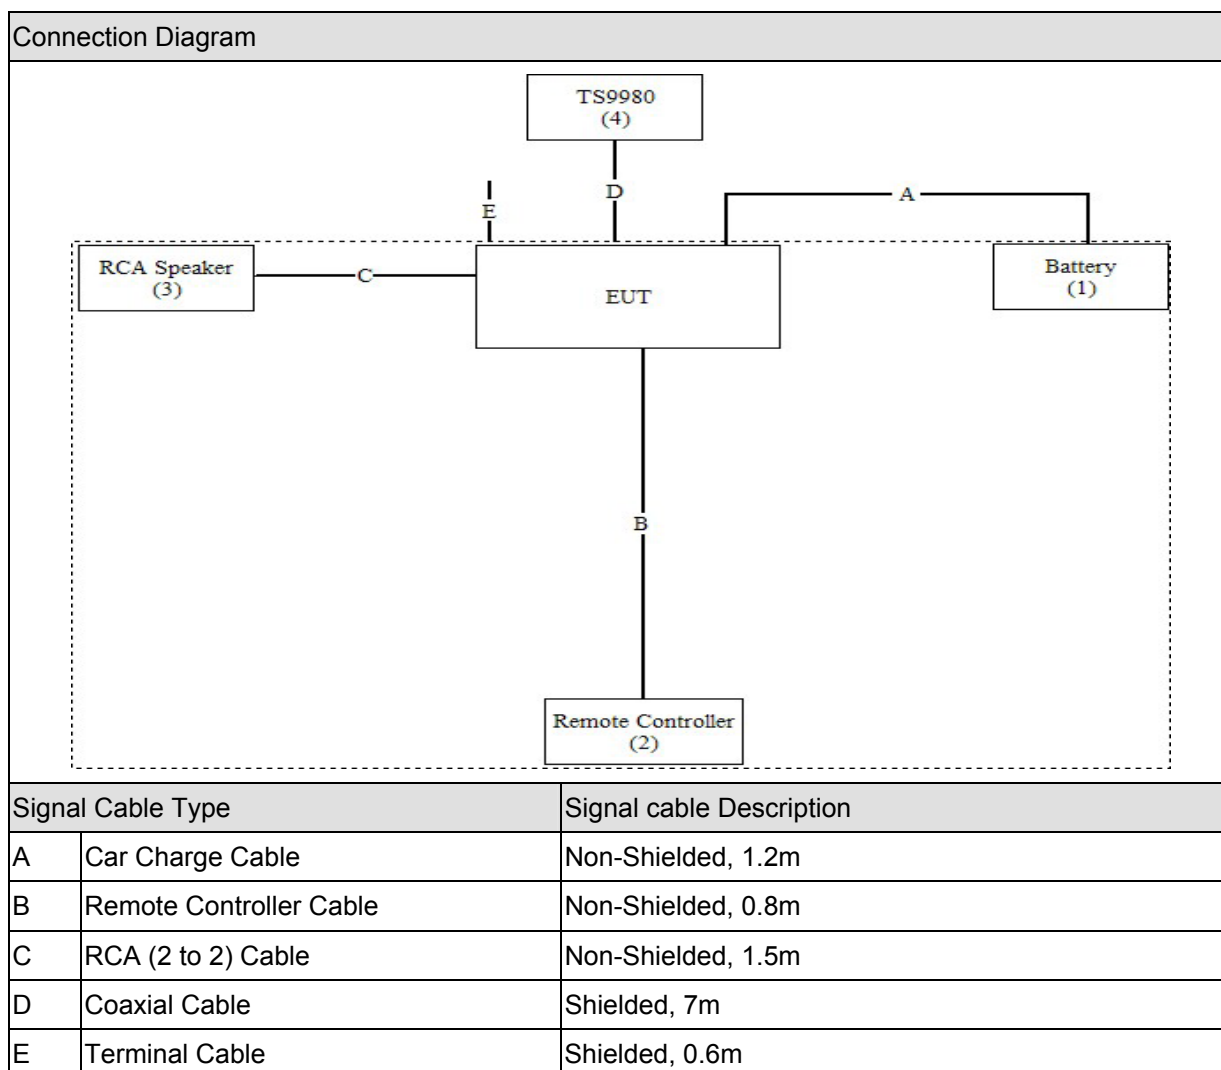 Connection Diagram
TS9980
(4)
D
A
E
RCA Speaker
(3)
C
EUT
Battery
(1)
B
Remote Controller
(2)
Signal Cable Type Signal cable Description
A Car Charge Cable Non-Shielded, 1.2m
B Remote Controller Cable Non-Shielded, 0.8m
C RCA (2 to 2) Cable Non-Shielded, 1.5m
D Coaxial Cable Shielded, 7m
E Terminal Cable Shielded, 0.6m